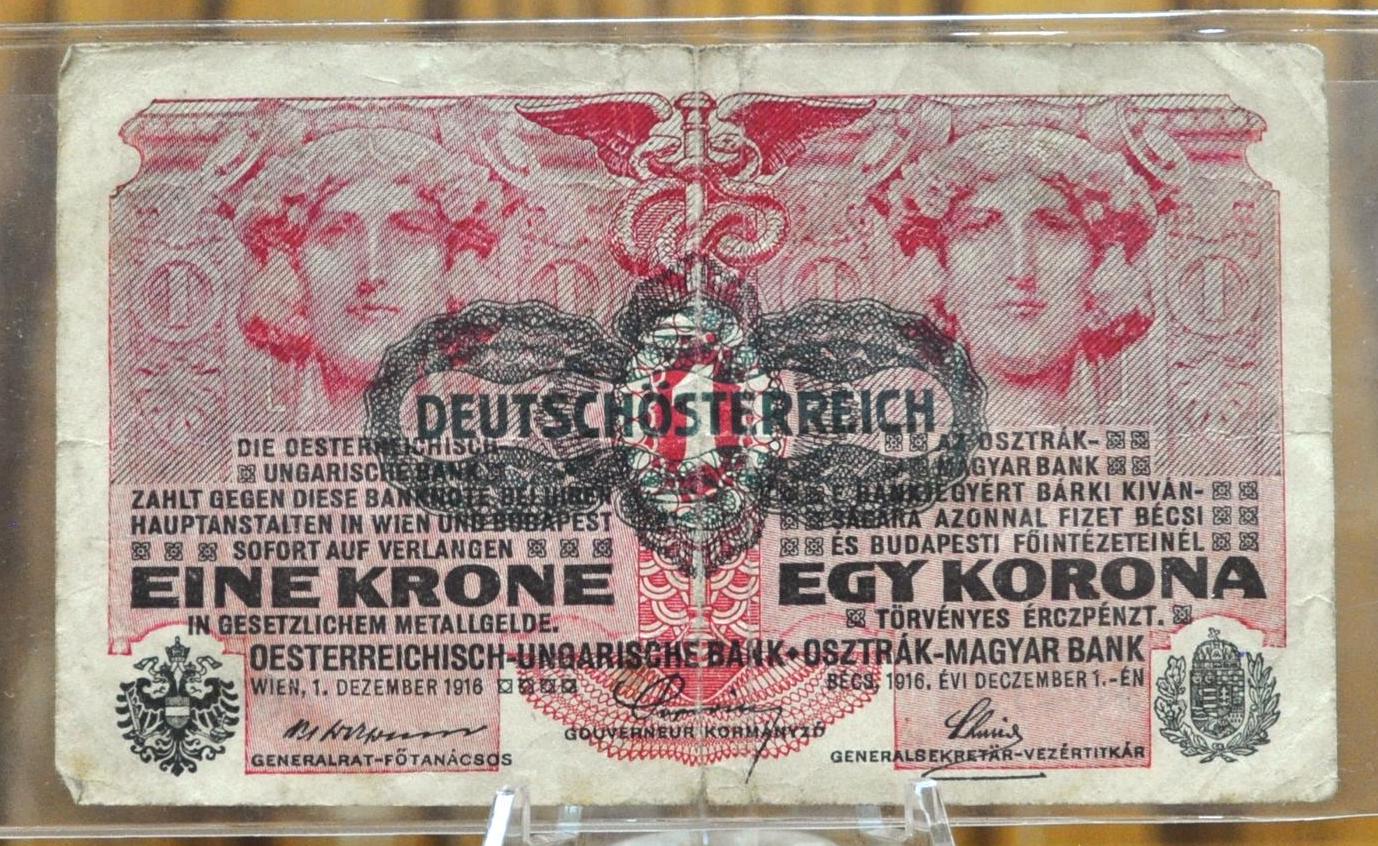 DEUTSCHÖSTERREICH
1
DIE OESTERREICHISCH-
UNGARISCHE BANK
ZAHLT GEGEN DIESE BANKNOTE BEI IHREN
HAUPTANSTALTEN IN WIEN UND BUDAPEST
SOFORT AUF VERLANGEN
EINE KRONE
IN GESETZLICHEM METALLGELDE.
AZ OSZTRÁK-
MAGYAR BANK
E BANKJEGYÉRT BÁRKI KIVÁN-
SÁGÁRA AZONNAL FIZET BÉCSI
ÉS BUDAPESTI FŐINTÉZETEINÉL
EGY KORONA
TÖRVÉNYES ÉRCZPÉNZT.
OESTERREICHISCH-UNGARISCHE BANK OSZTRÁK-MAGYAR BANK
WIEN, 1. DEZEMBER 1916
BÉCS, 1916. ÉVI DECZEMBER 1.-ÉN
GENERALRAT-FŐTANÁCSOS
GOUVERNEUR KORMÁNYZÓ
GENERALSEKRETÄR-VEZÉRTITKÁR